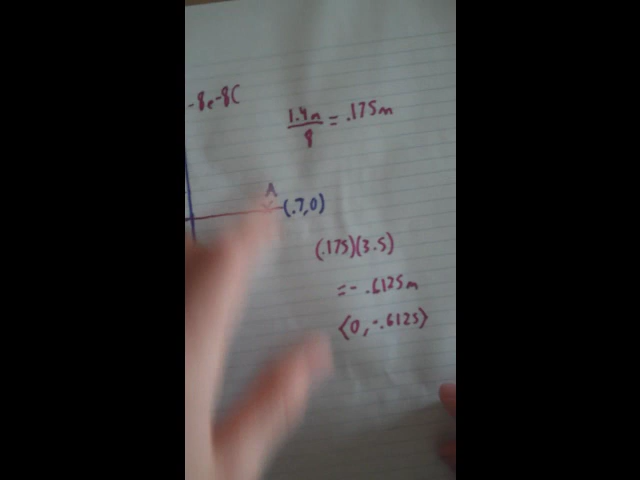 -8e-8C
1.4m/8 = .175m
A
(.7,0)
(.175)(3.5)
= -.6125m
⟨0, -.6125⟩